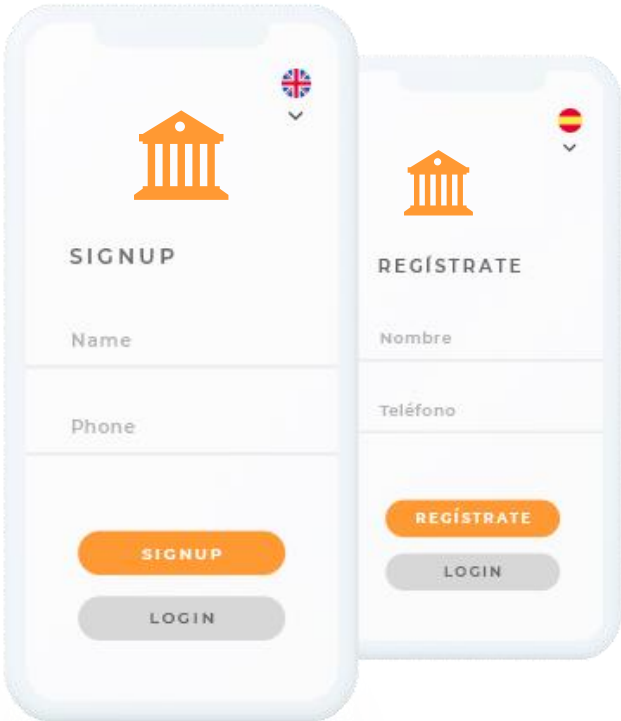 SIGNUP
Name
Phone
SIGNUP
LOGIN
REGÍSTRATE
Nombre
Teléfono
REGÍSTRATE
LOGIN